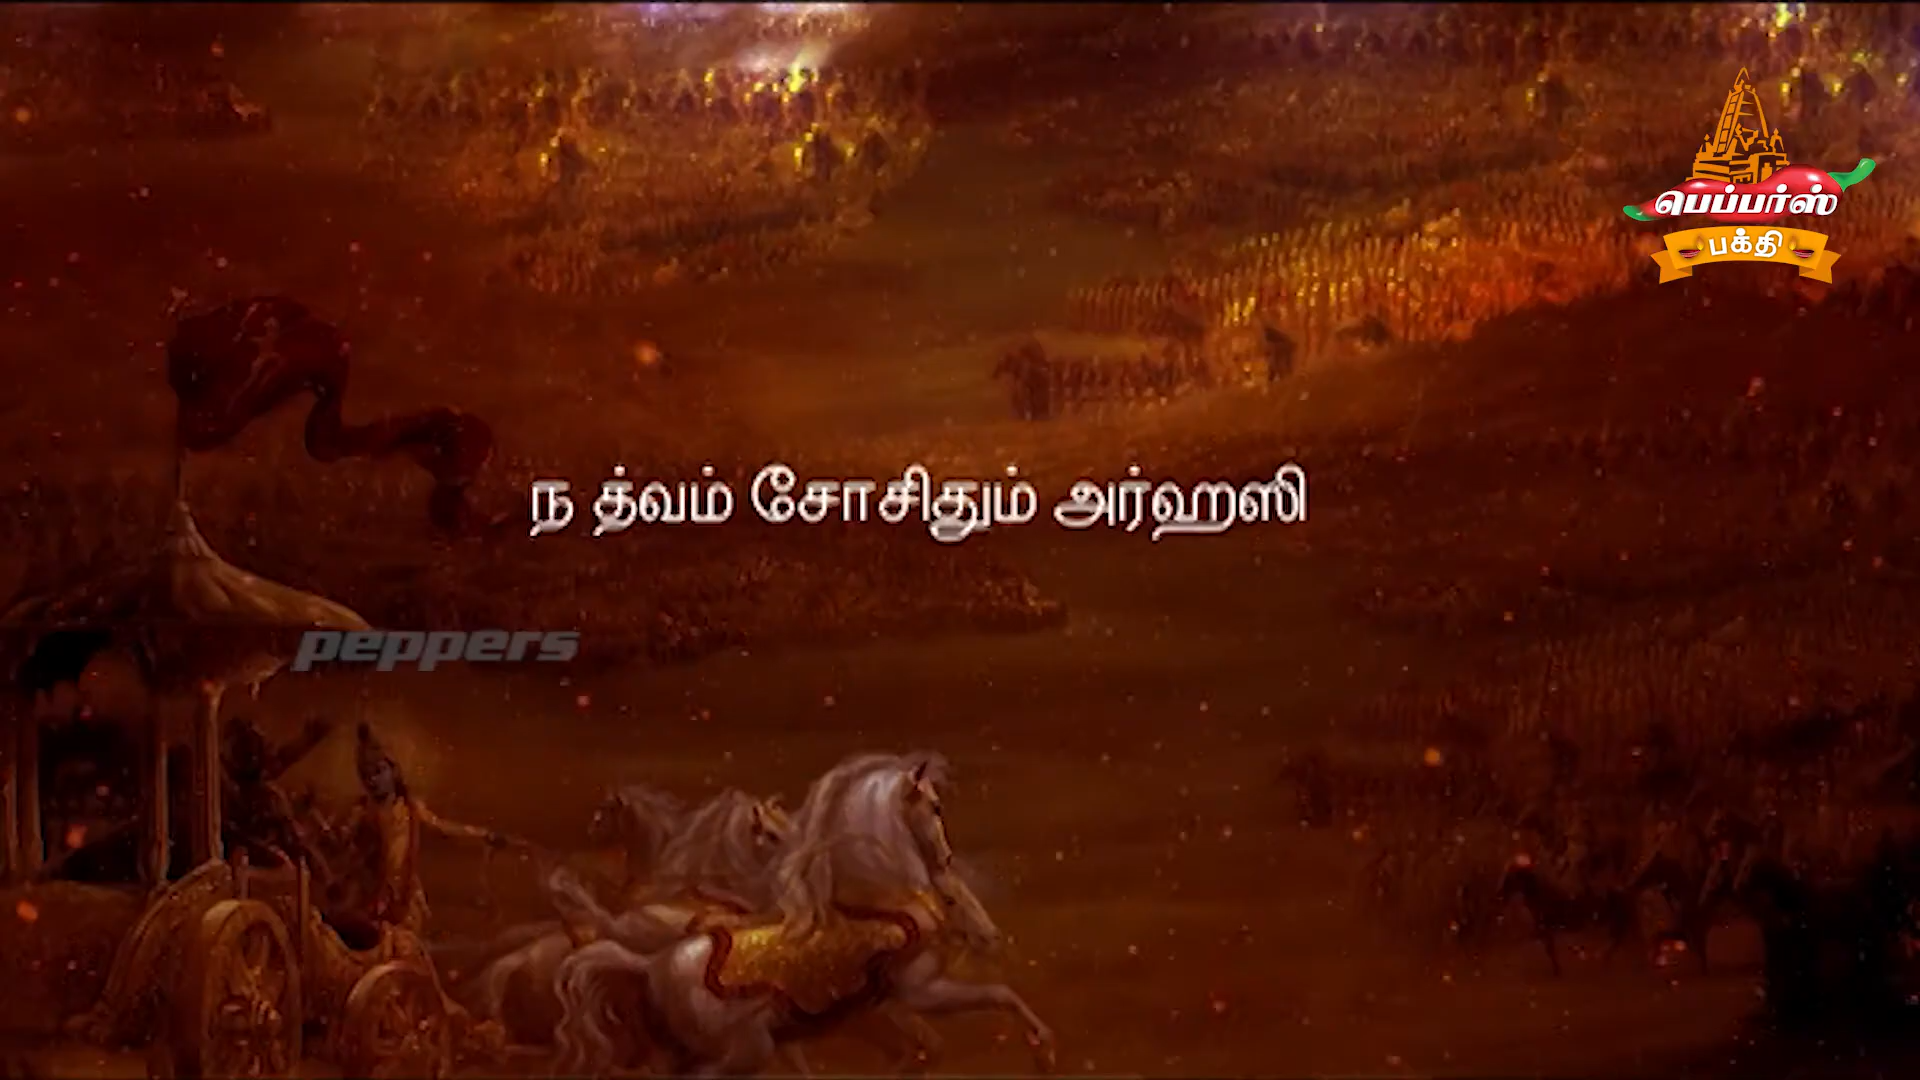 பெப்பர்ஸ்
பக்தி
ந த்வம் சோசிதும் அர்ஹஸி
peppers